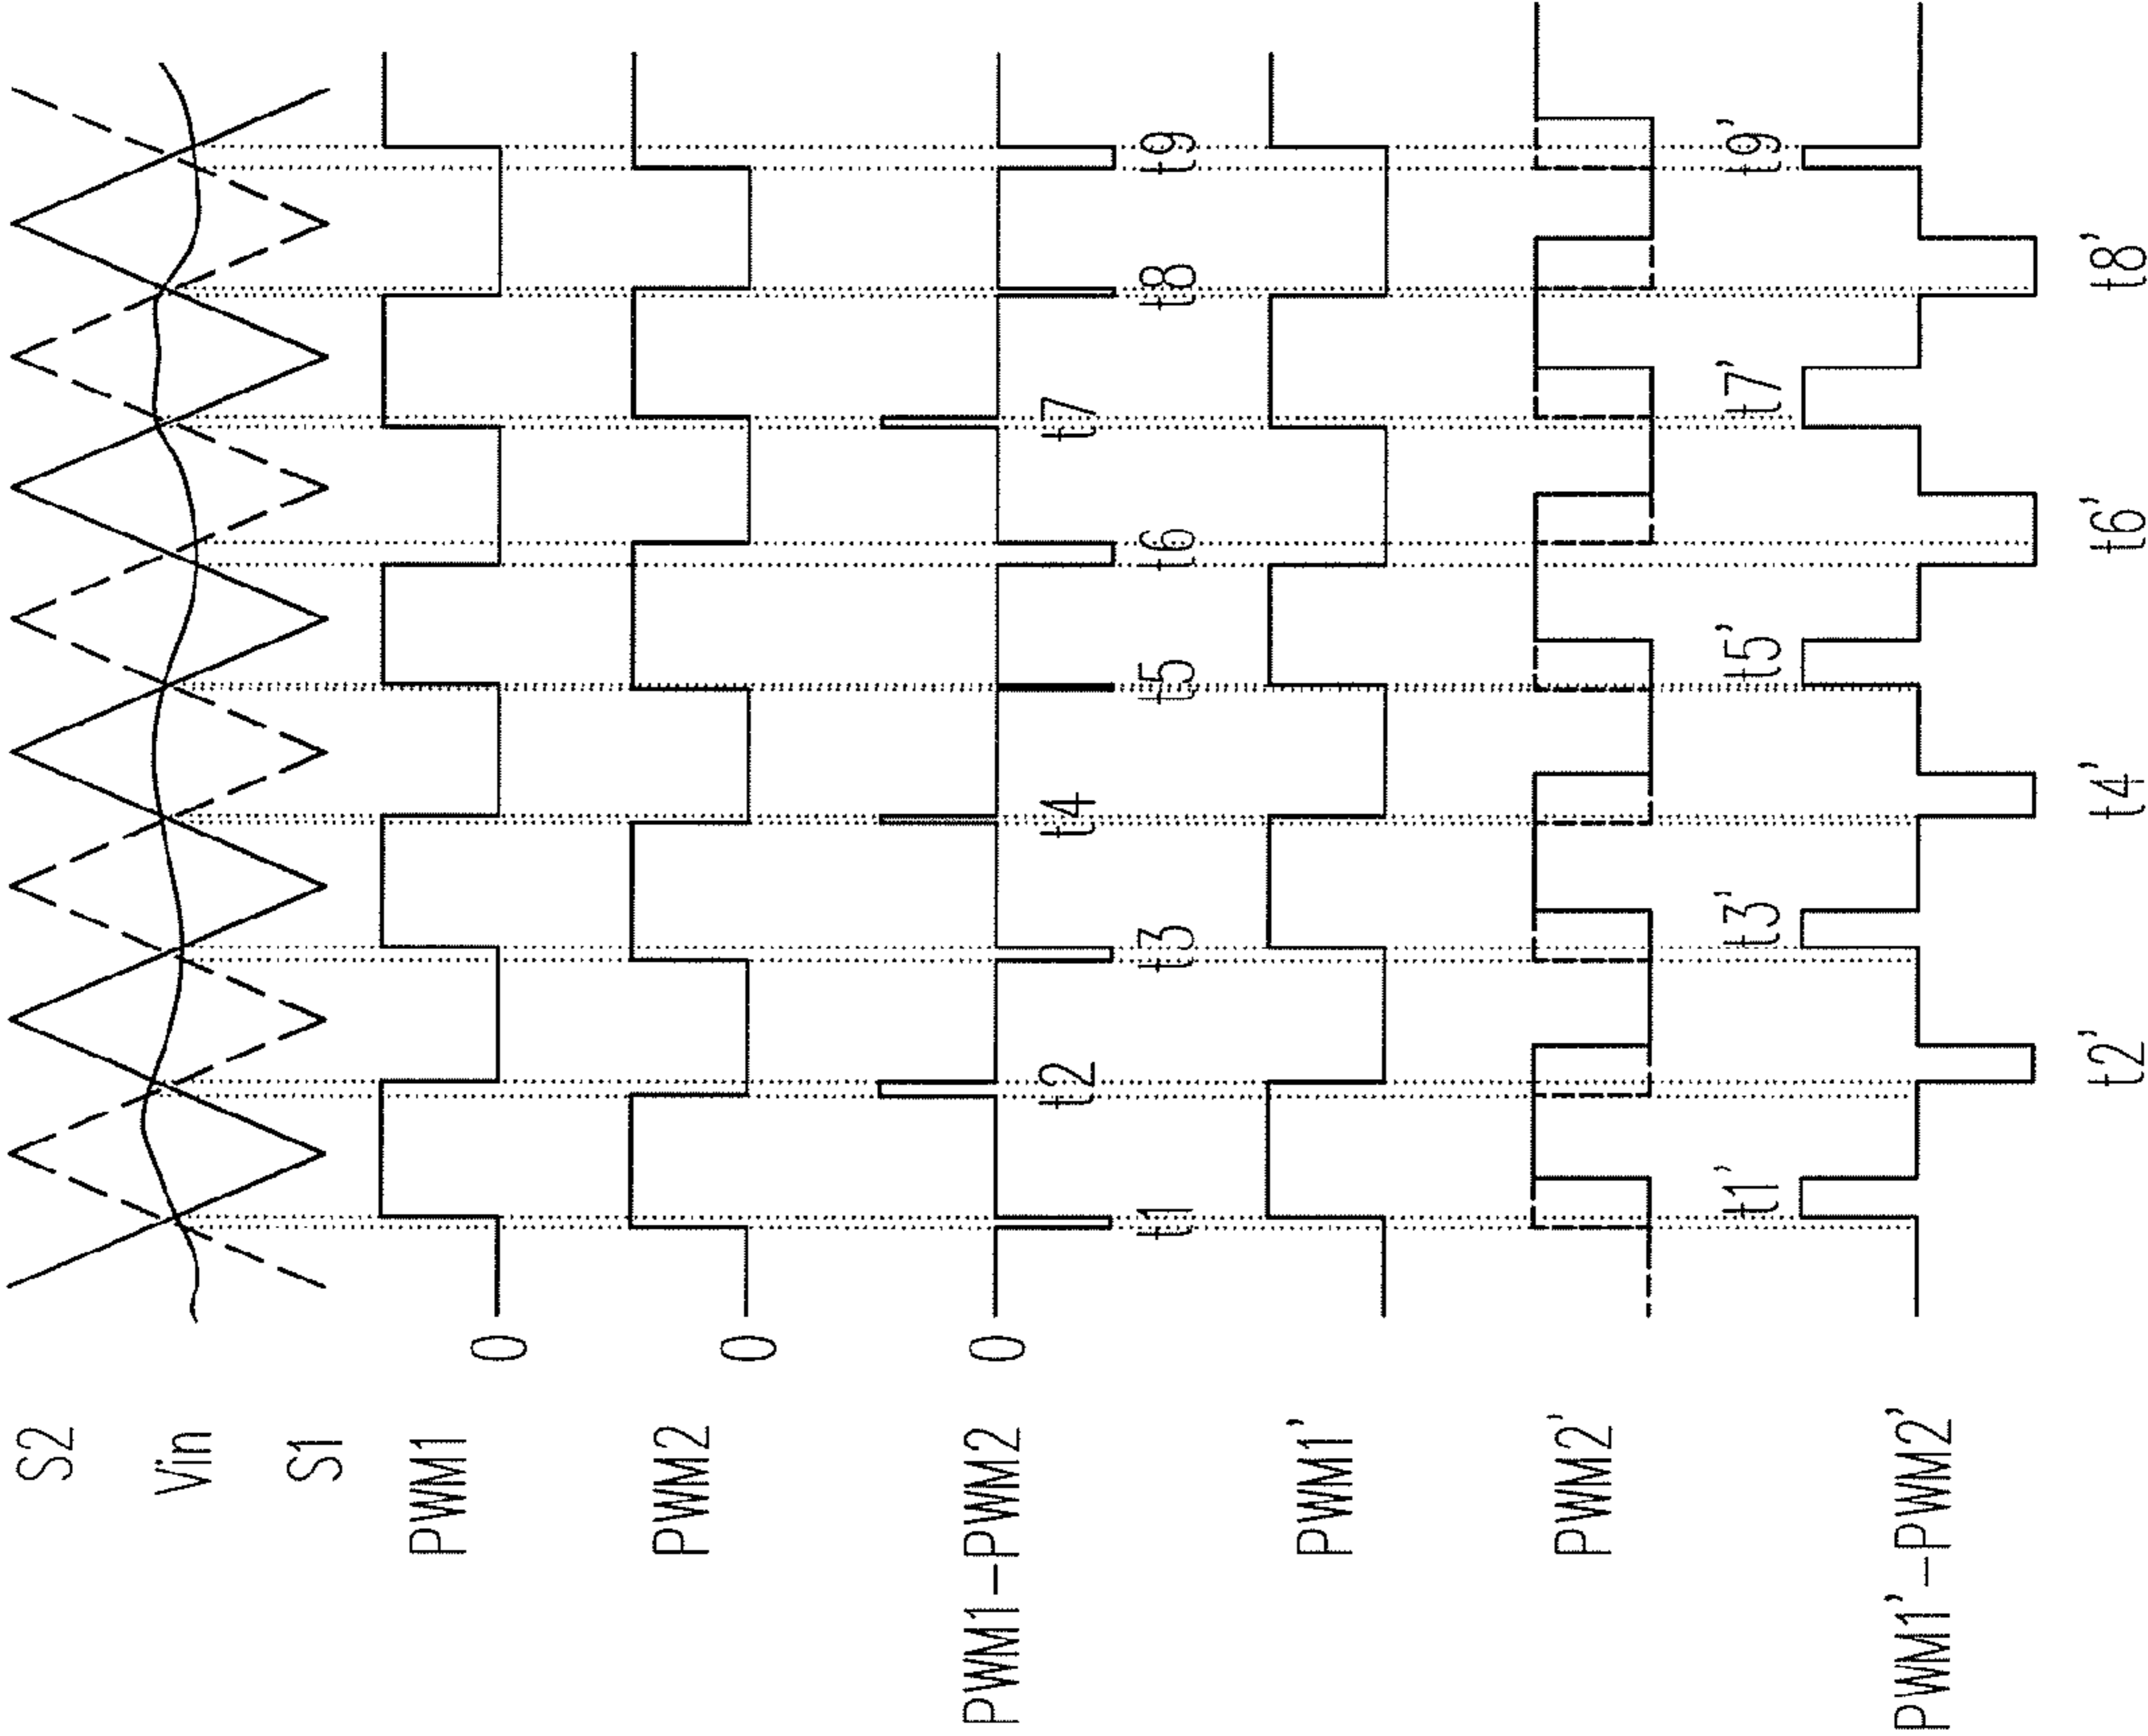 S2
Vin
S1
PWM1
0
PWM2
0
PWM1-PWM2
0
t1
t2
t3
t4
t5
t6
t7
t8
t9
PWM1'
PWM2'
PWM1'-PWM2'
t1'
t2'
t3'
t4'
t5'
t6'
t7'
t8'
t9'